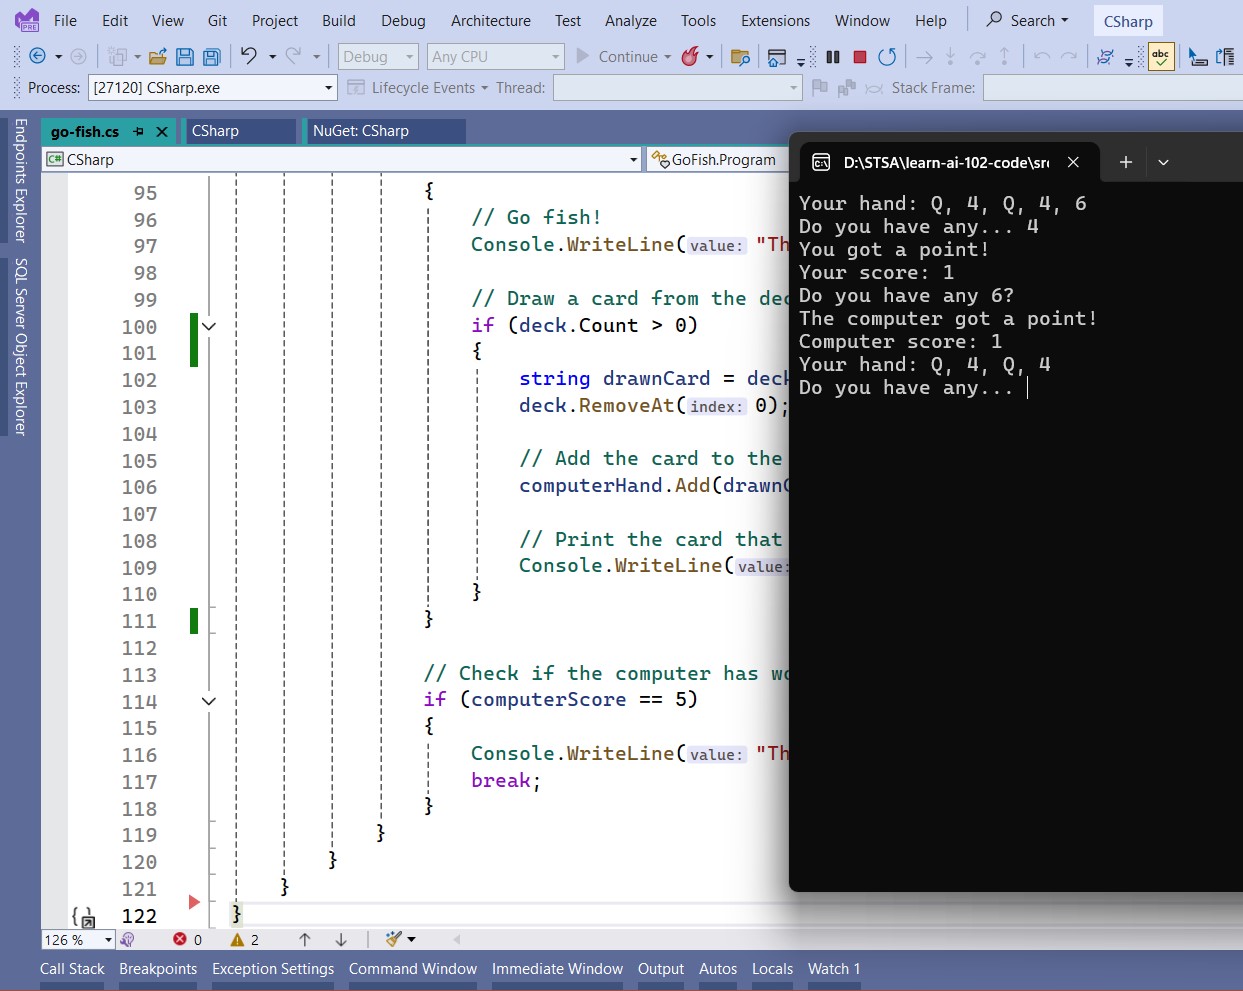 File Edit View Git Project Build Debug Architecture Test Analyze Tools Extensions Window Help Search CSharp
PRE
Debug Any CPU Continue abc
Process: [27120] CSharp.exe Lifecycle Events Thread: Stack Frame:
Endpoints Explorer
SQL Server Object Explorer
go-fish.cs CSharp NuGet: CSharp
C# CSharp GoFish.Program
95 {
96 // Go fish!
97 Console.WriteLine(value: "Th
98
99 // Draw a card from the dec
100 if (deck.Count > 0)
101 {
102 string drawnCard = deck
103 deck.RemoveAt(index: 0);
104
105 // Add the card to the
106 computerHand.Add(drawnC
107
108 // Print the card that
109 Console.WriteLine(value:
110 }
111 }
112
113 // Check if the computer has wo
114 if (computerScore == 5)
115 {
116 Console.WriteLine(value: "Th
117 break;
118 }
119 }
120 }
121 }
122 }
D:\STSA\learn-ai-102-code\src
Your hand: Q, 4, Q, 4, 6
Do you have any... 4
You got a point!
Your score: 1
Do you have any 6?
The computer got a point!
Computer score: 1
Your hand: Q, 4, Q, 4
Do you have any...
126 % 0 2
Call Stack Breakpoints Exception Settings Command Window Immediate Window Output Autos Locals Watch 1